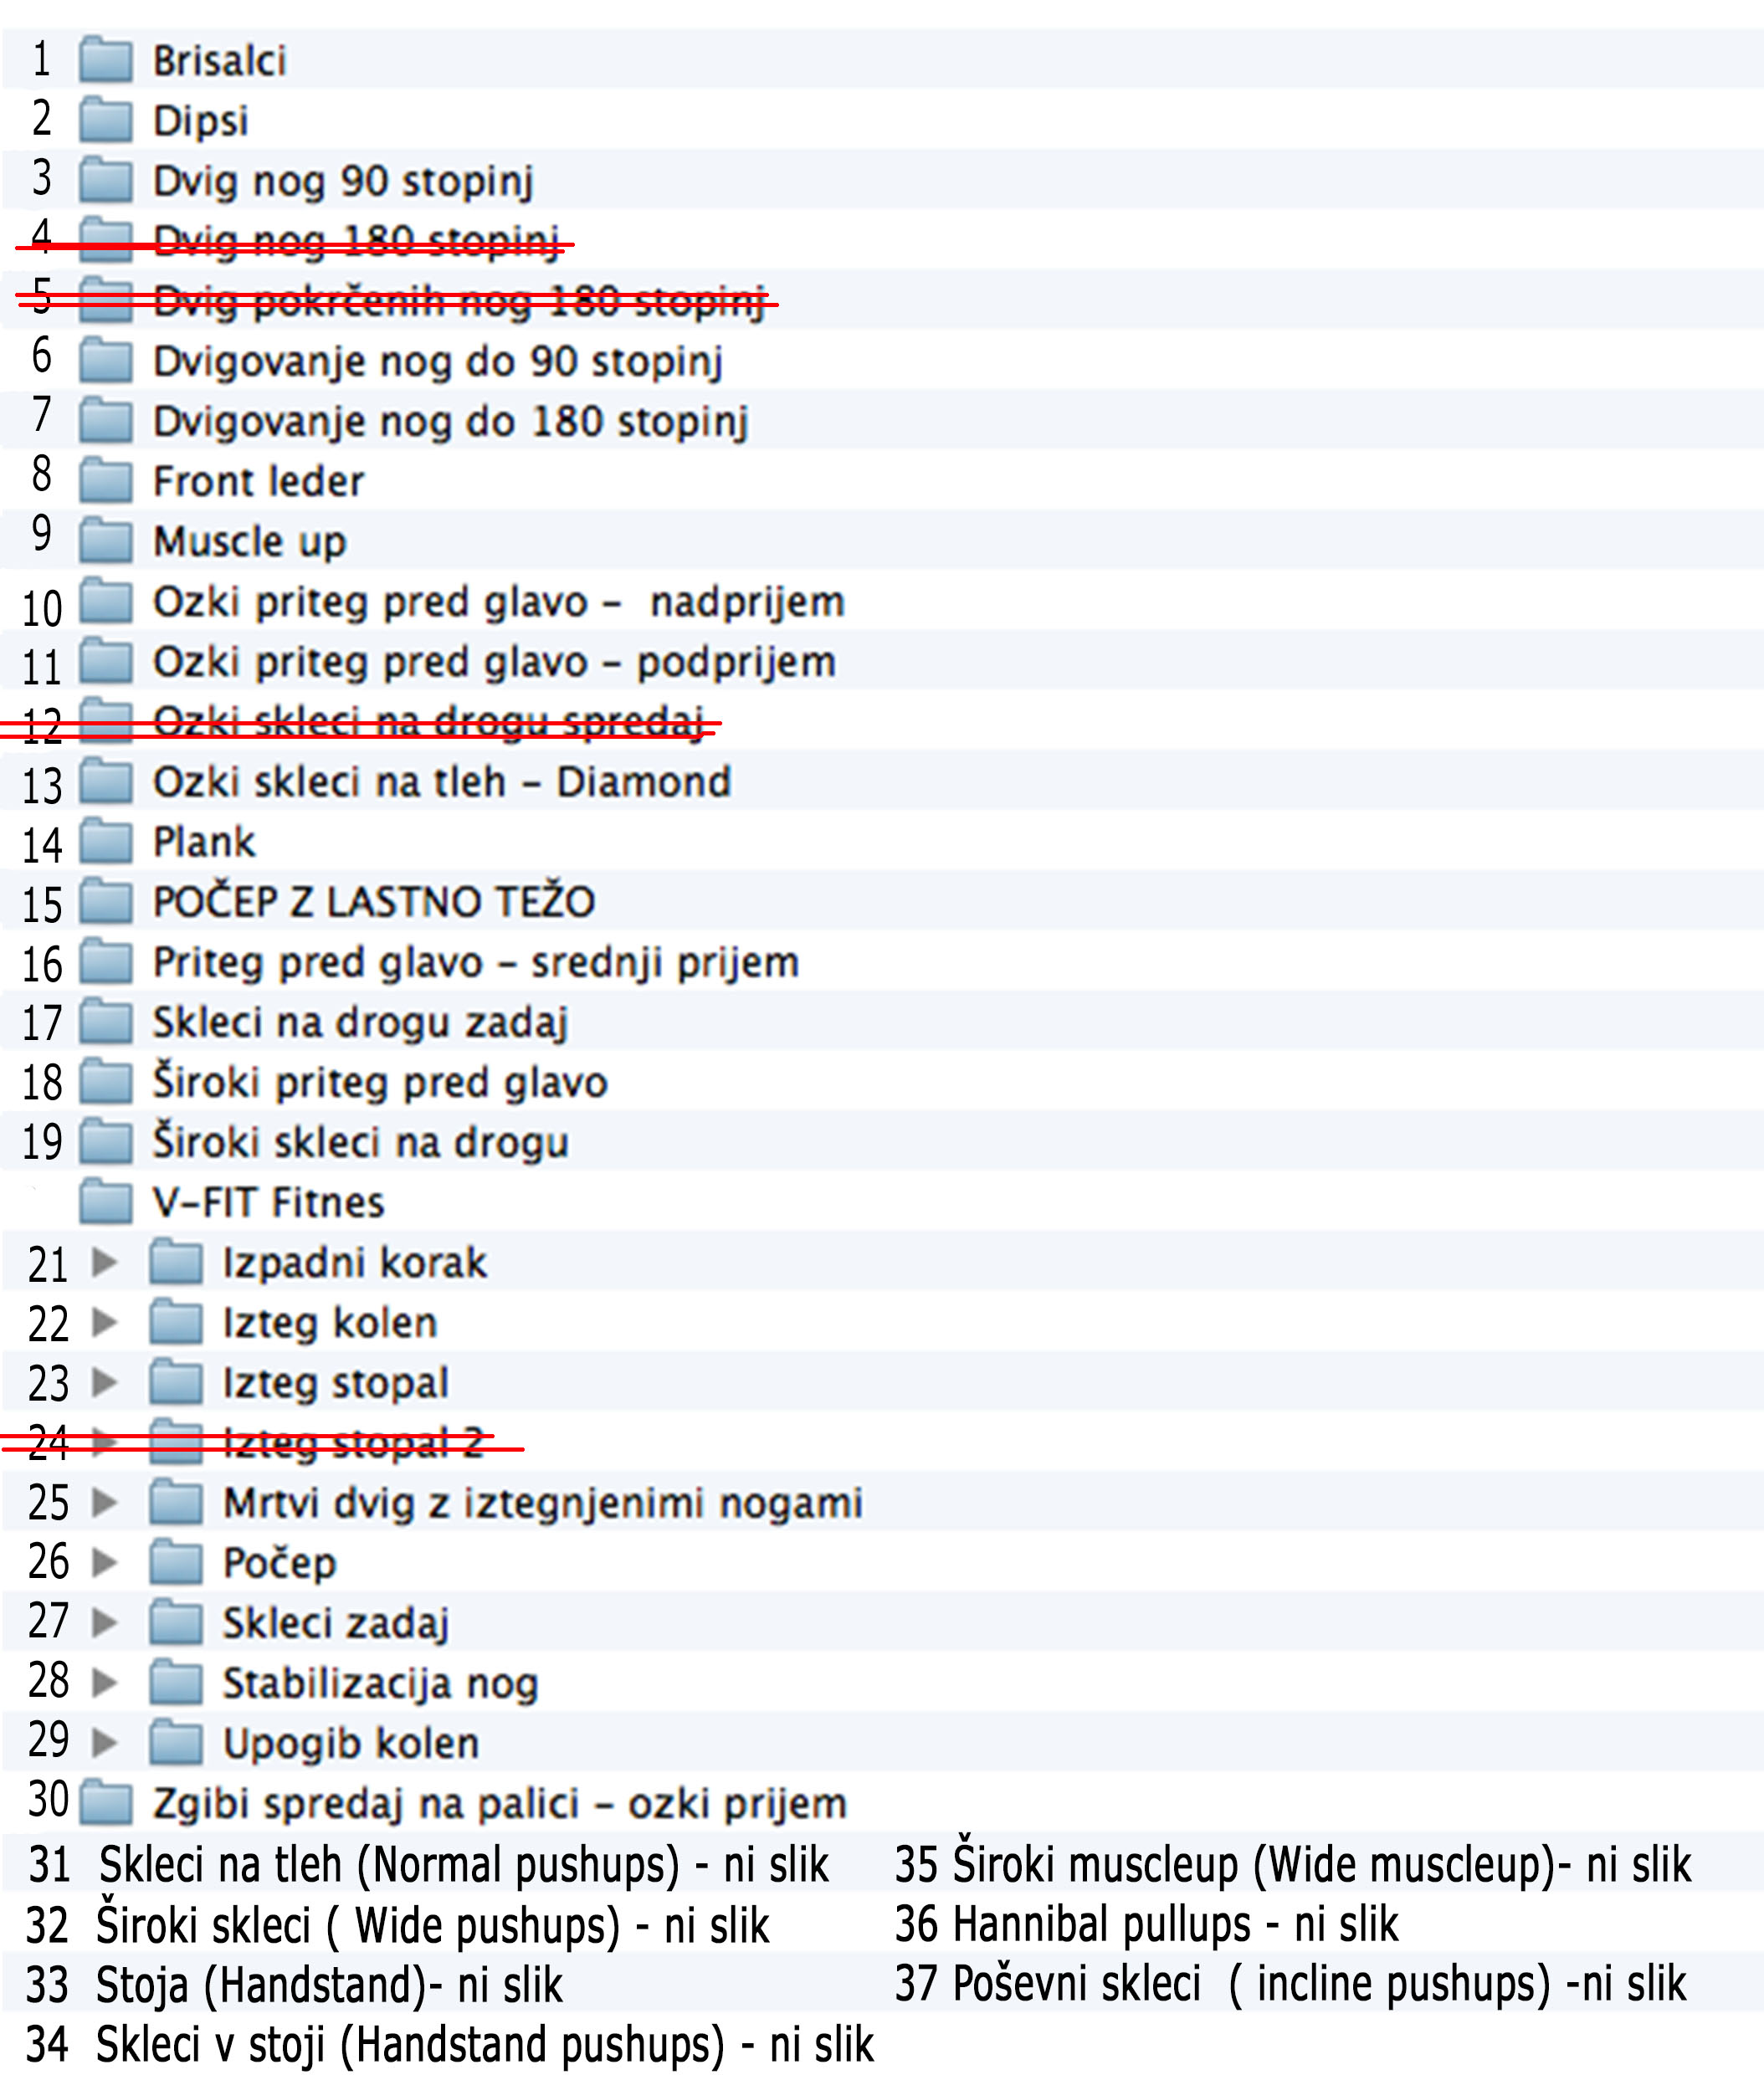 1 Brisalci
2 Dipsi
3 Dvig nog 90 stopinj
4 Dvig nog 180 stopinj
5 Dvig pokrčenih nog 180 stopinj
6 Dvigovanje nog do 90 stopinj
7 Dvigovanje nog do 180 stopinj
8 Front leder
9 Muscle up
10 Ozki priteg pred glavo – nadprijem
11 Ozki priteg pred glavo – podprijem
12 Ozki skleci na drogu spredaj
13 Ozki skleci na tleh – Diamond
14 Plank
15 POČEP Z LASTNO TEŽO
16 Priteg pred glavo – srednji prijem
17 Skleci na drogu zadaj
18 Široki priteg pred glavo
19 Široki skleci na drogu
V–FIT Fitnes
21 Izpadni korak
22 Izteg kolen
23 Izteg stopal
24 Izteg stopal 2
25 Mrtvi dvig z iztegnjenimi nogami
26 Počep
27 Skleci zadaj
28 Stabilizacija nog
29 Upogib kolen
30 Zgibi spredaj na palici – ozki prijem
31 Skleci na tleh (Normal pushups) - ni slik
32 Široki skleci ( Wide pushups) - ni slik
33 Stoja (Handstand)- ni slik
34 Skleci v stoji (Handstand pushups) - ni slik
35 Široki muscleup (Wide muscleup)- ni slik
36 Hannibal pullups - ni slik
37 Poševni skleci ( incline pushups) -ni slik